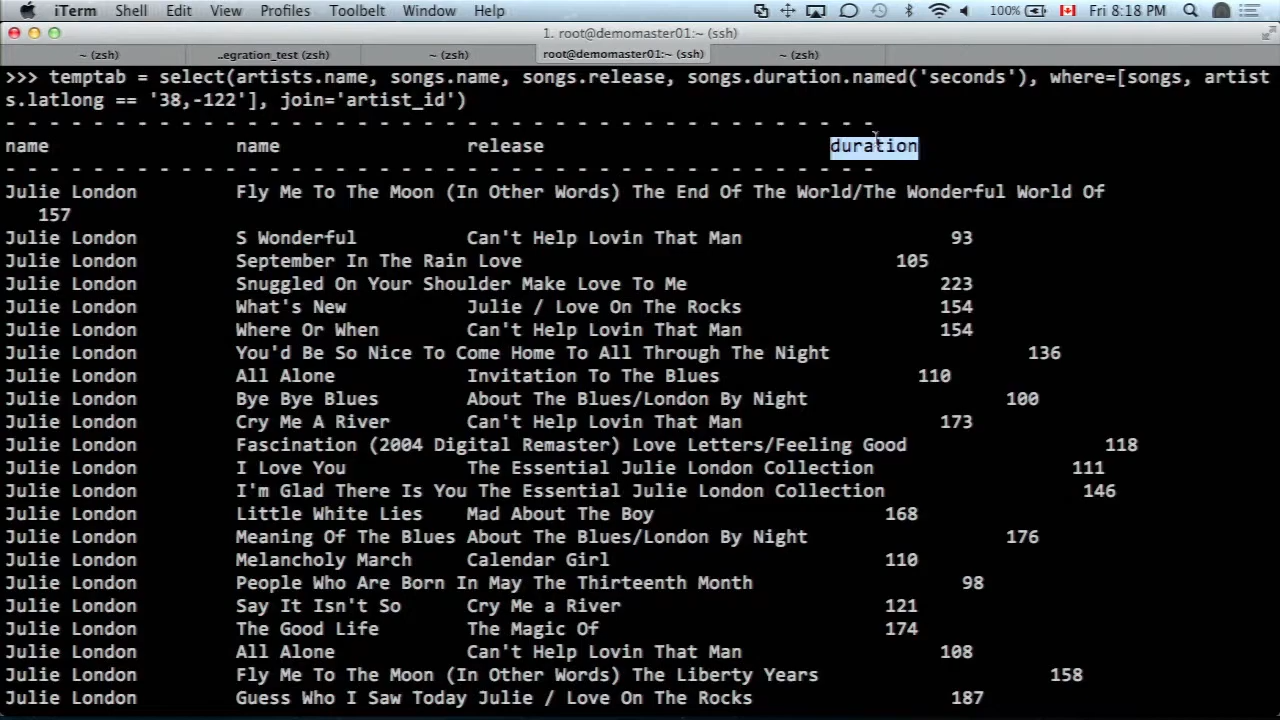 iTerm Shell Edit View Profiles Toolbelt Window Help 100% Fri 8:18 PM
1. root@demomaster01:~ (ssh)
~ (zsh) ..egration_test (zsh) ~ (zsh) root@demomaster01:~ (ssh) ~ (zsh)
>>> temptab = select(artists.name, songs.name, songs.release, songs.duration.named('seconds'), where=[songs, artist
s.latlong == '38,-122'], join='artist_id')
- - - - - - - - - - - - - - - - - - - - - - - - - - - - - - - - - - - - - - - -
name name release duration
- - - - - - - - - - - - - - - - - - - - - - - - - - - - - - - - - - - - - - - -
Julie London Fly Me To The Moon (In Other Words) The End Of The World/The Wonderful World Of
157
Julie London S Wonderful Can't Help Lovin That Man 93
Julie London September In The Rain Love 105
Julie London Snuggled On Your Shoulder Make Love To Me 223
Julie London What's New Julie / Love On The Rocks 154
Julie London Where Or When Can't Help Lovin That Man 154
Julie London You'd Be So Nice To Come Home To All Through The Night 136
Julie London All Alone Invitation To The Blues 110
Julie London Bye Bye Blues About The Blues/London By Night 100
Julie London Cry Me A River Can't Help Lovin That Man 173
Julie London Fascination (2004 Digital Remaster) Love Letters/Feeling Good 118
Julie London I Love You The Essential Julie London Collection 111
Julie London I'm Glad There Is You The Essential Julie London Collection 146
Julie London Little White Lies Mad About The Boy 168
Julie London Meaning Of The Blues About The Blues/London By Night 176
Julie London Melancholy March Calendar Girl 110
Julie London People Who Are Born In May The Thirteenth Month 98
Julie London Say It Isn't So Cry Me a River 121
Julie London The Good Life The Magic Of 174
Julie London All Alone Can't Help Lovin That Man 108
Julie London Fly Me To The Moon (In Other Words) The Liberty Years 158
Julie London Guess Who I Saw Today Julie / Love On The Rocks 187